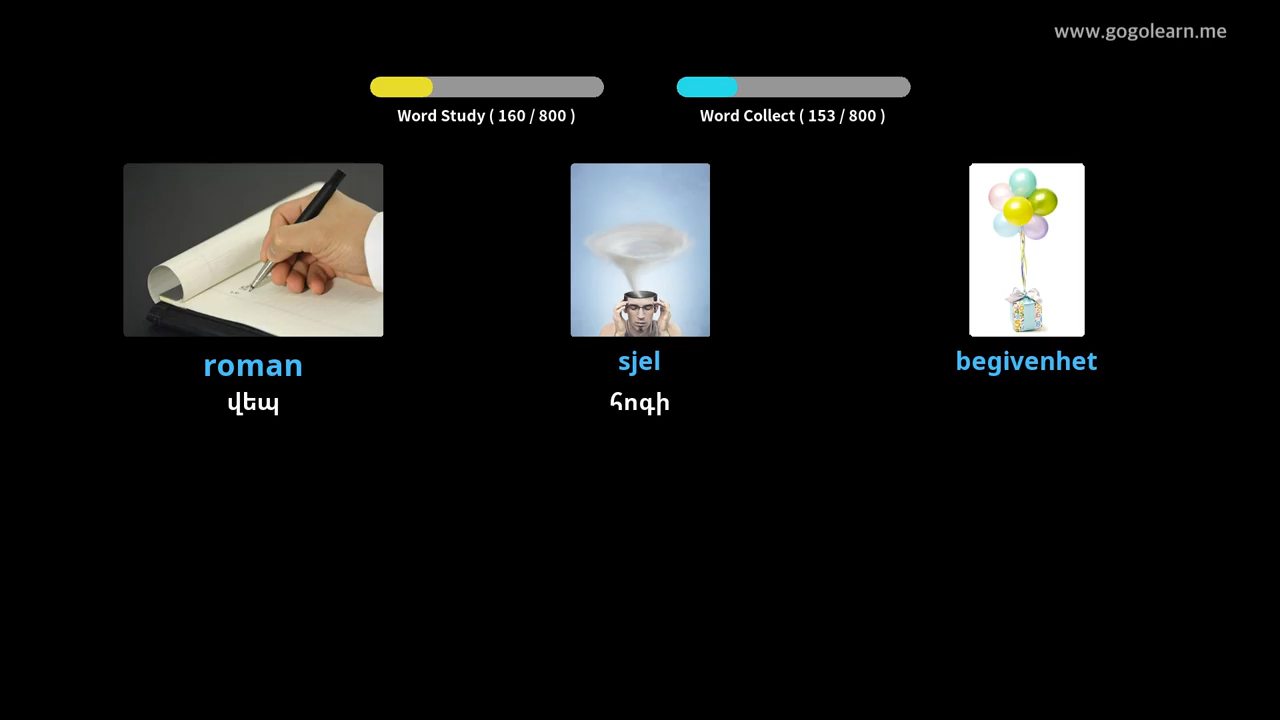 www.gogolearn.me
Word Study ( 160 / 800 )
Word Collect ( 153 / 800 )
roman
sjel
begivenhet
վեպ
հոգի